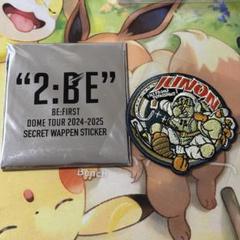 "2:BE"
BE:FIRST
DOME TOUR 2024-2025
SECRET WAPPEN STICKER
JUNON